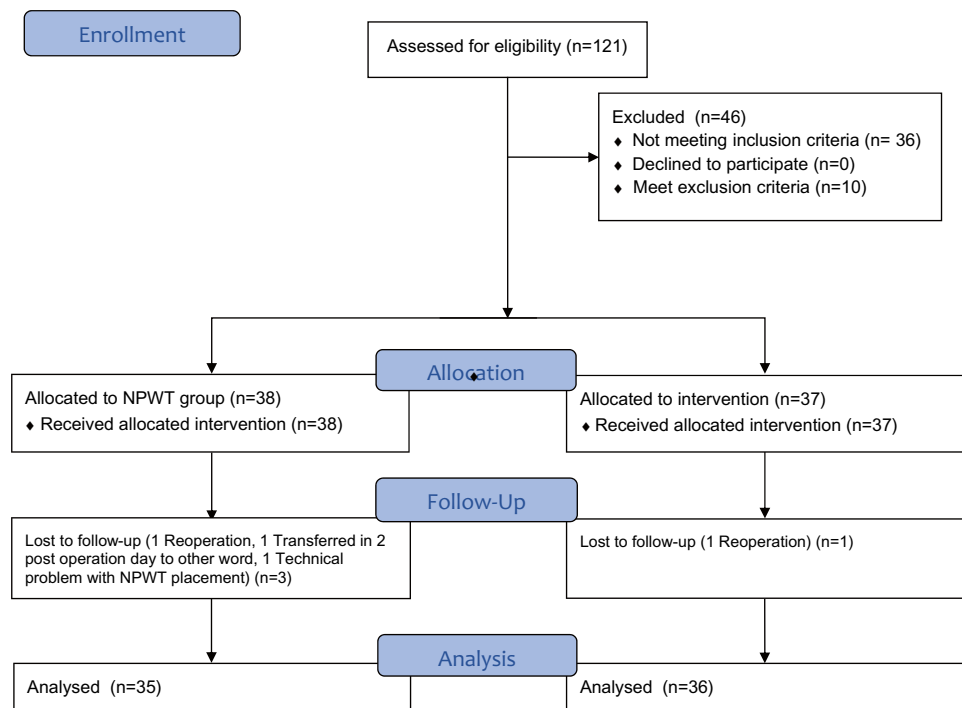 Enrollment
Assessed for eligibility (n=121)
Excluded (n=46)
♦ Not meeting inclusion criteria (n= 36)
♦ Declined to participate (n=0)
♦ Meet exclusion criteria (n=10)
Allocation
Allocated to NPWT group (n=38)
♦ Received allocated intervention (n=38)
Allocated to intervention (n=37)
♦ Received allocated intervention (n=37)
Follow-Up
Lost to follow-up (1 Reoperation, 1 Transferred in 2
post operation day to other word, 1 Technical
problem with NPWT placement) (n=3)
Lost to follow-up (1 Reoperation) (n=1)
Analysis
Analysed (n=35)
Analysed (n=36)